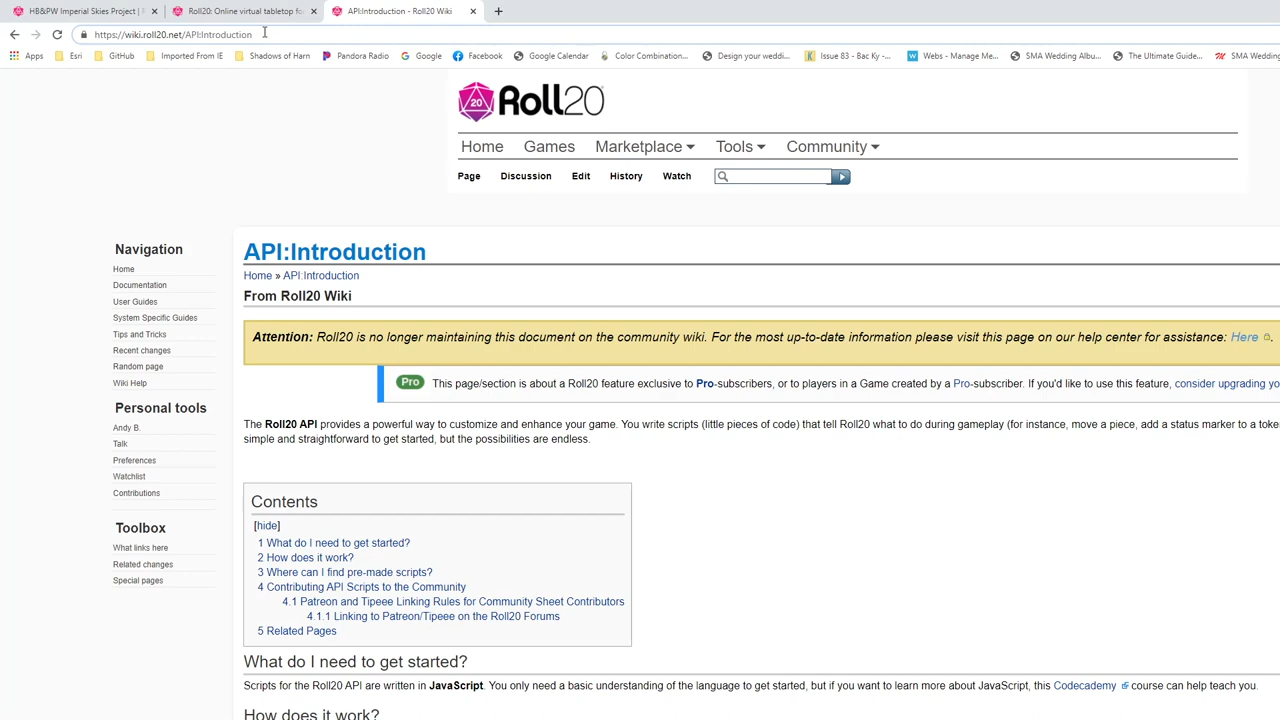 HB&PW Imperial Skies Project |
Roll20: Online virtual tabletop fo
API:Introduction - Roll20 Wiki
https://wiki.roll20.net/API:Introduction
Apps Esri GitHub Imported From IE Shadows of Harn Pandora Radio Google Facebook Google Calendar Color Combination... Design your weddi... Issue 83 - Bac Ky -... Webs - Manage Me... SMA Wedding Albu... The Ultimate Guide... SMA Wedding
20 Roll20
Home Games Marketplace Tools Community
Page Discussion Edit History Watch
Navigation
Home
Documentation
User Guides
System Specific Guides
Tips and Tricks
Recent changes
Random page
Wiki Help
Personal tools
Andy B.
Talk
Preferences
Watchlist
Contributions
Toolbox
What links here
Related changes
Special pages
API:Introduction
Home » API:Introduction
From Roll20 Wiki
Attention: Roll20 is no longer maintaining this document on the community wiki. For the most up-to-date information please visit this page on our help center for assistance: Here .
Pro This page/section is about a Roll20 feature exclusive to Pro-subscribers, or to players in a Game created by a Pro-subscriber. If you'd like to use this feature, consider upgrading yo
The Roll20 API provides a powerful way to customize and enhance your game. You write scripts (little pieces of code) that tell Roll20 what to do during gameplay (for instance, move a piece, add a status marker to a toke
simple and straightforward to get started, but the possibilities are endless.
Contents
[hide]
1 What do I need to get started?
2 How does it work?
3 Where can I find pre-made scripts?
4 Contributing API Scripts to the Community
4.1 Patreon and Tipeee Linking Rules for Community Sheet Contributors
4.1.1 Linking to Patreon/Tipeee on the Roll20 Forums
5 Related Pages
What do I need to get started?
Scripts for the Roll20 API are written in JavaScript. You only need a basic understanding of the language to get started, but if you want to learn more about JavaScript, this Codecademy course can help teach you.
How does it work?